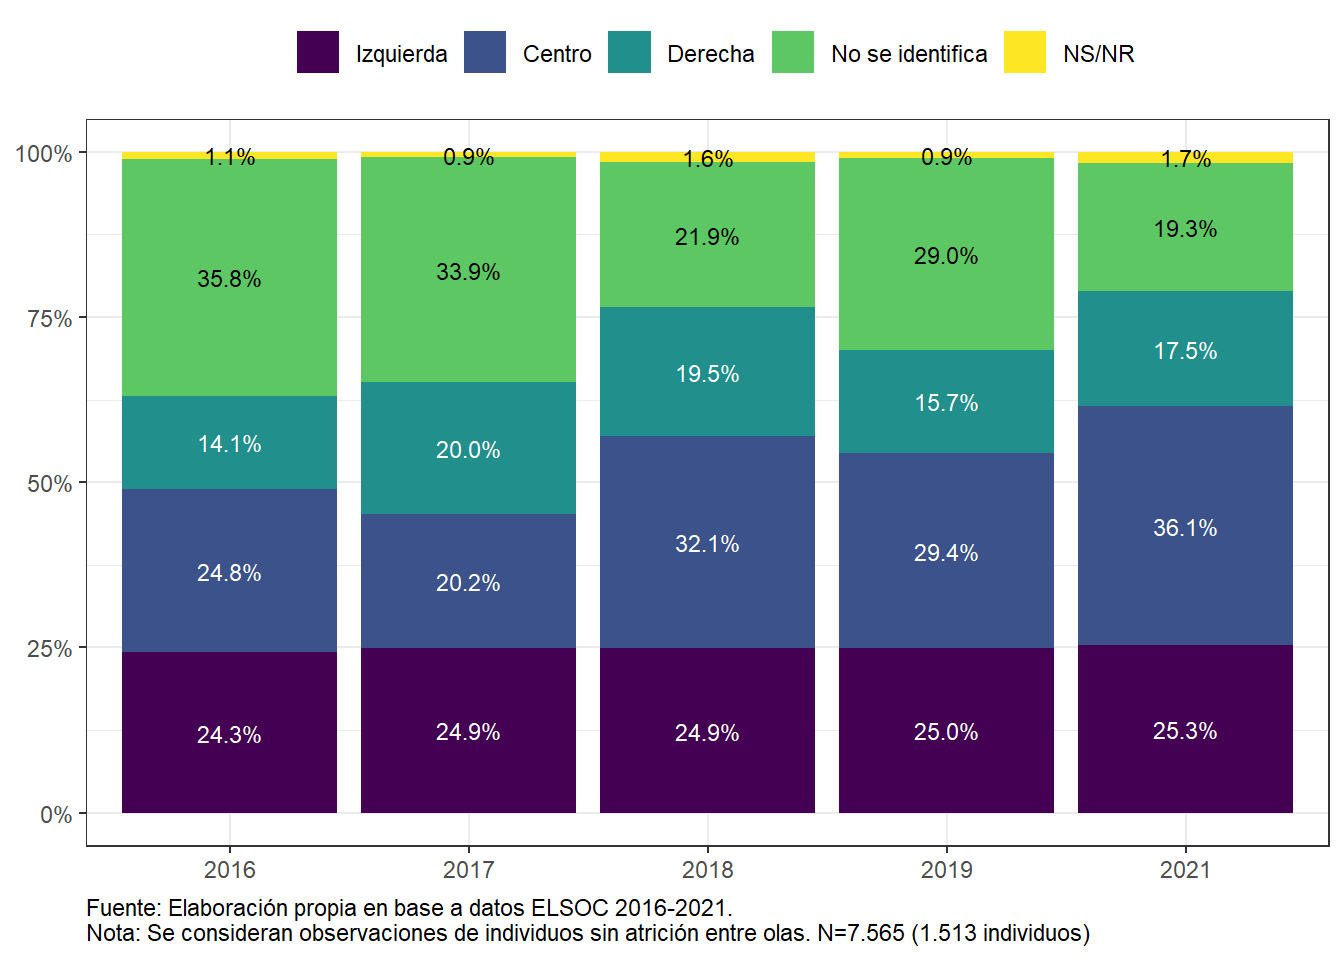 Izquierda Centro Derecha No se identifica NS/NR
100% 1.1% 0.9% 1.6% 0.9% 1.7%
35.8% 33.9% 21.9% 29.0% 19.3%
75%
14.1% 20.0% 19.5% 15.7% 17.5%
50%
24.8% 20.2% 32.1% 29.4% 36.1%
25%
24.3% 24.9% 24.9% 25.0% 25.3%
0%
2016 2017 2018 2019 2021
Fuente: Elaboración propia en base a datos ELSOC 2016-2021.
Nota: Se consideran observaciones de individuos sin atrición entre olas. N=7.565 (1.513 individuos)